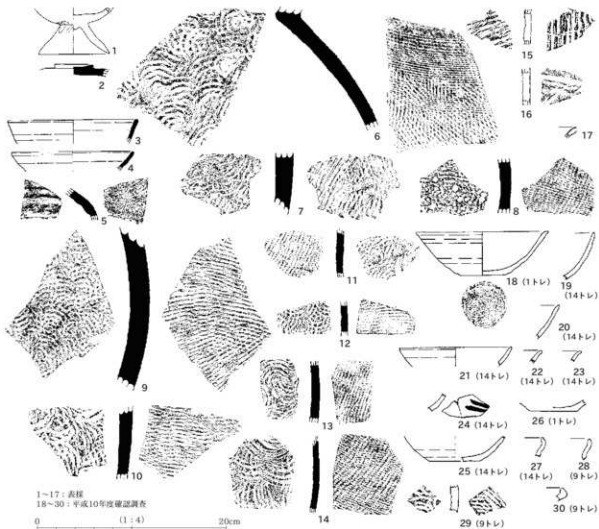 1
2
3
4
5
6
7
8
9
10
11
12
13
14
15
16
17
18 (1トレ)
19
(14トレ)
20
(14トレ)
21 (14トレ)
22
(14トレ)
23
(14トレ)
24 (14トレ)
26 (1トレ)
25 (14トレ)
27
(14トレ)
28
(9トレ)
29 (9トレ)
30 (9トレ)
1~17:表採
18~30:平成10年度確認調査
0 (1:4) 20cm